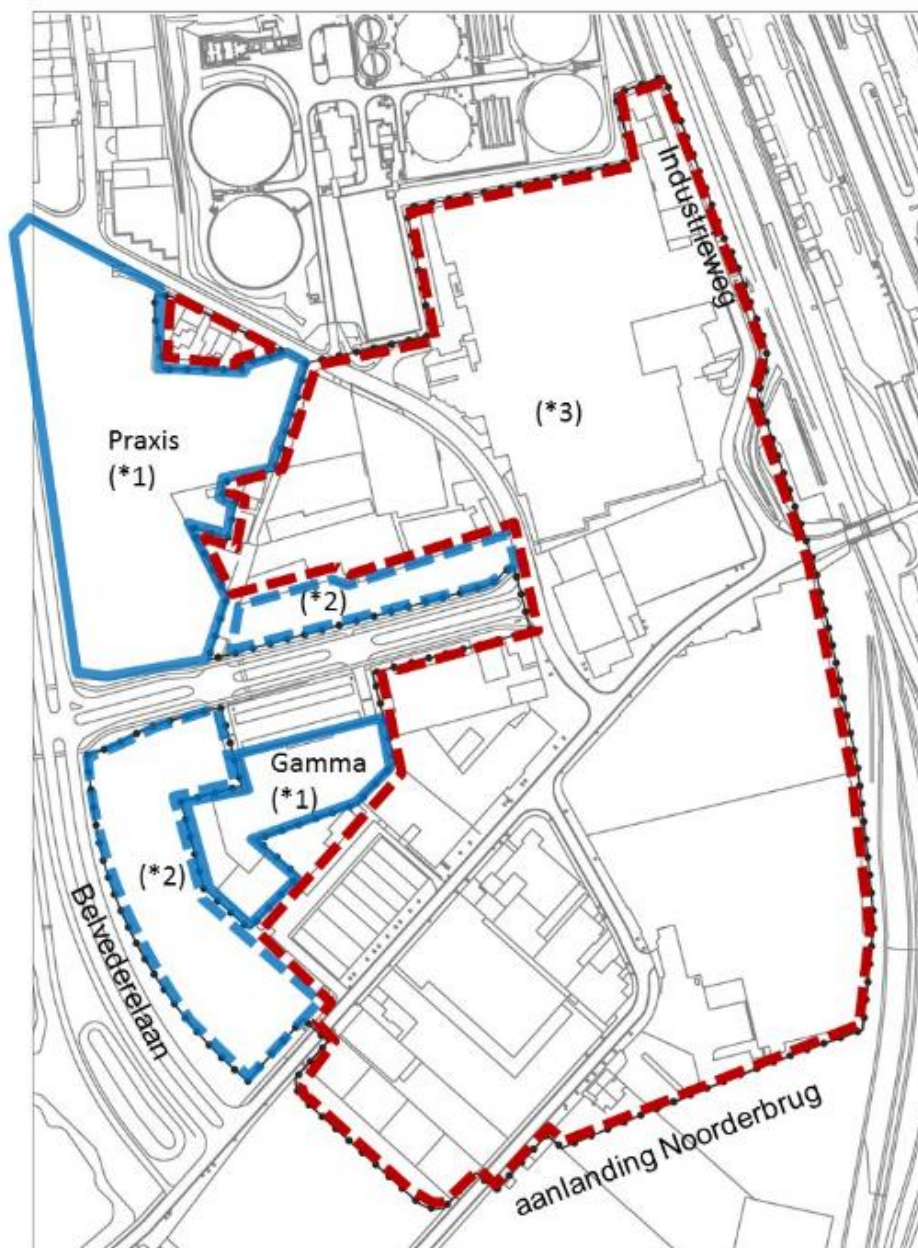 Industrieweg
(*3)
Praxis
(*1)
(*2)
Gamma
(*1)
(*2)
Belvederelaan
aanlanding Noorderbrug